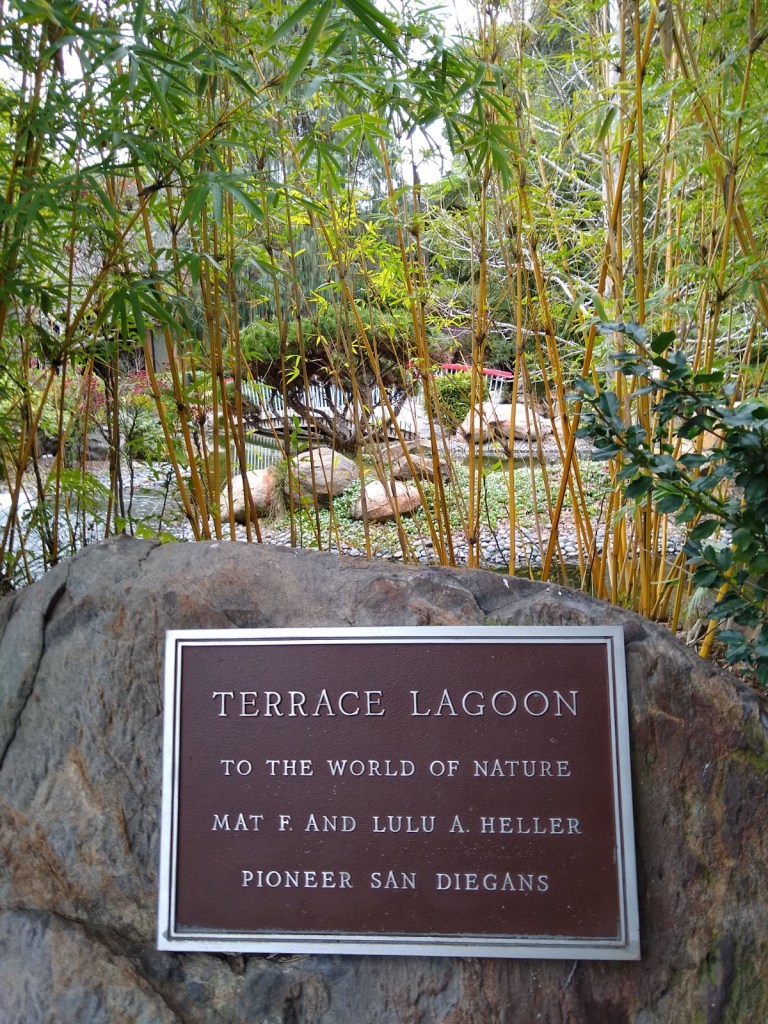 TERRACE LAGOON
TO THE WORLD OF NATURE
MAT F. AND LULU A. HELLER
PIONEER SAN DIEGANS